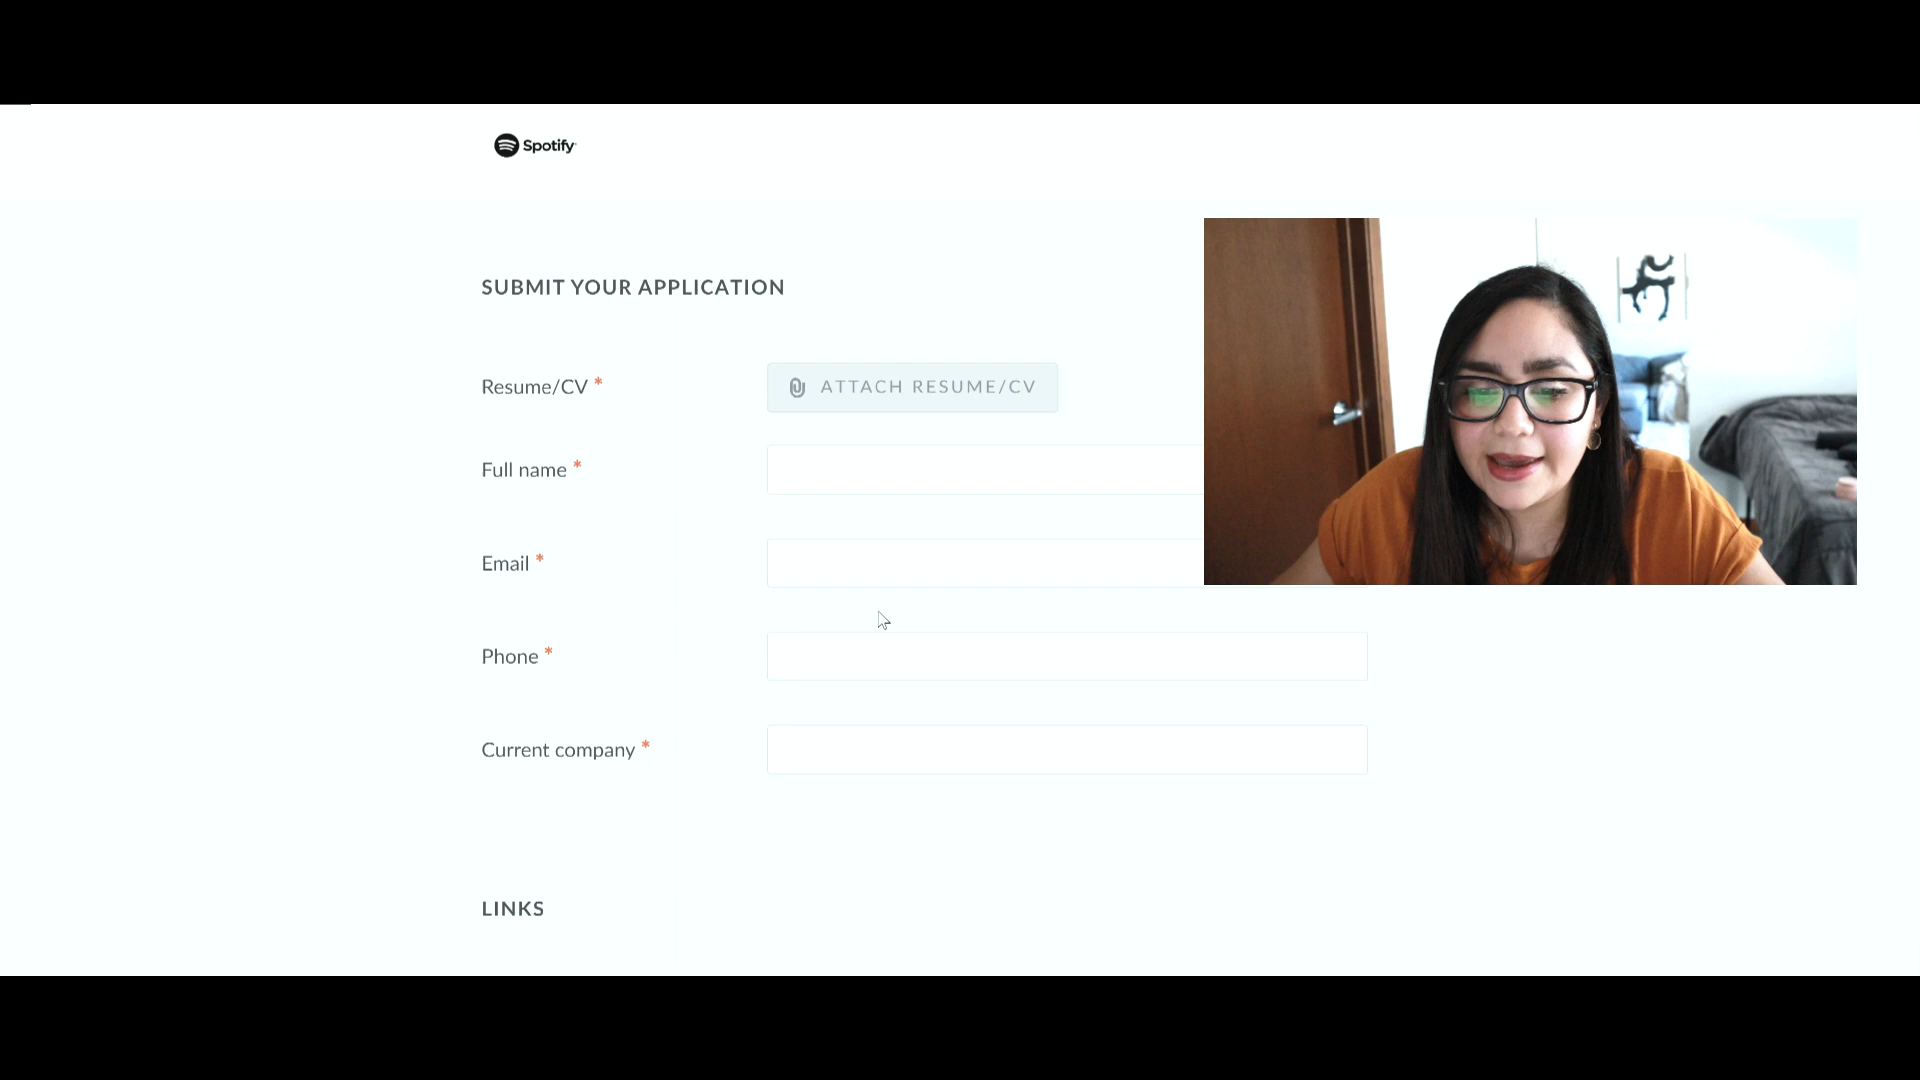 Spotify
SUBMIT YOUR APPLICATION
Resume/CV *
ATTACH RESUME/CV
Full name *
Email *
Phone *
Current company *
LINKS